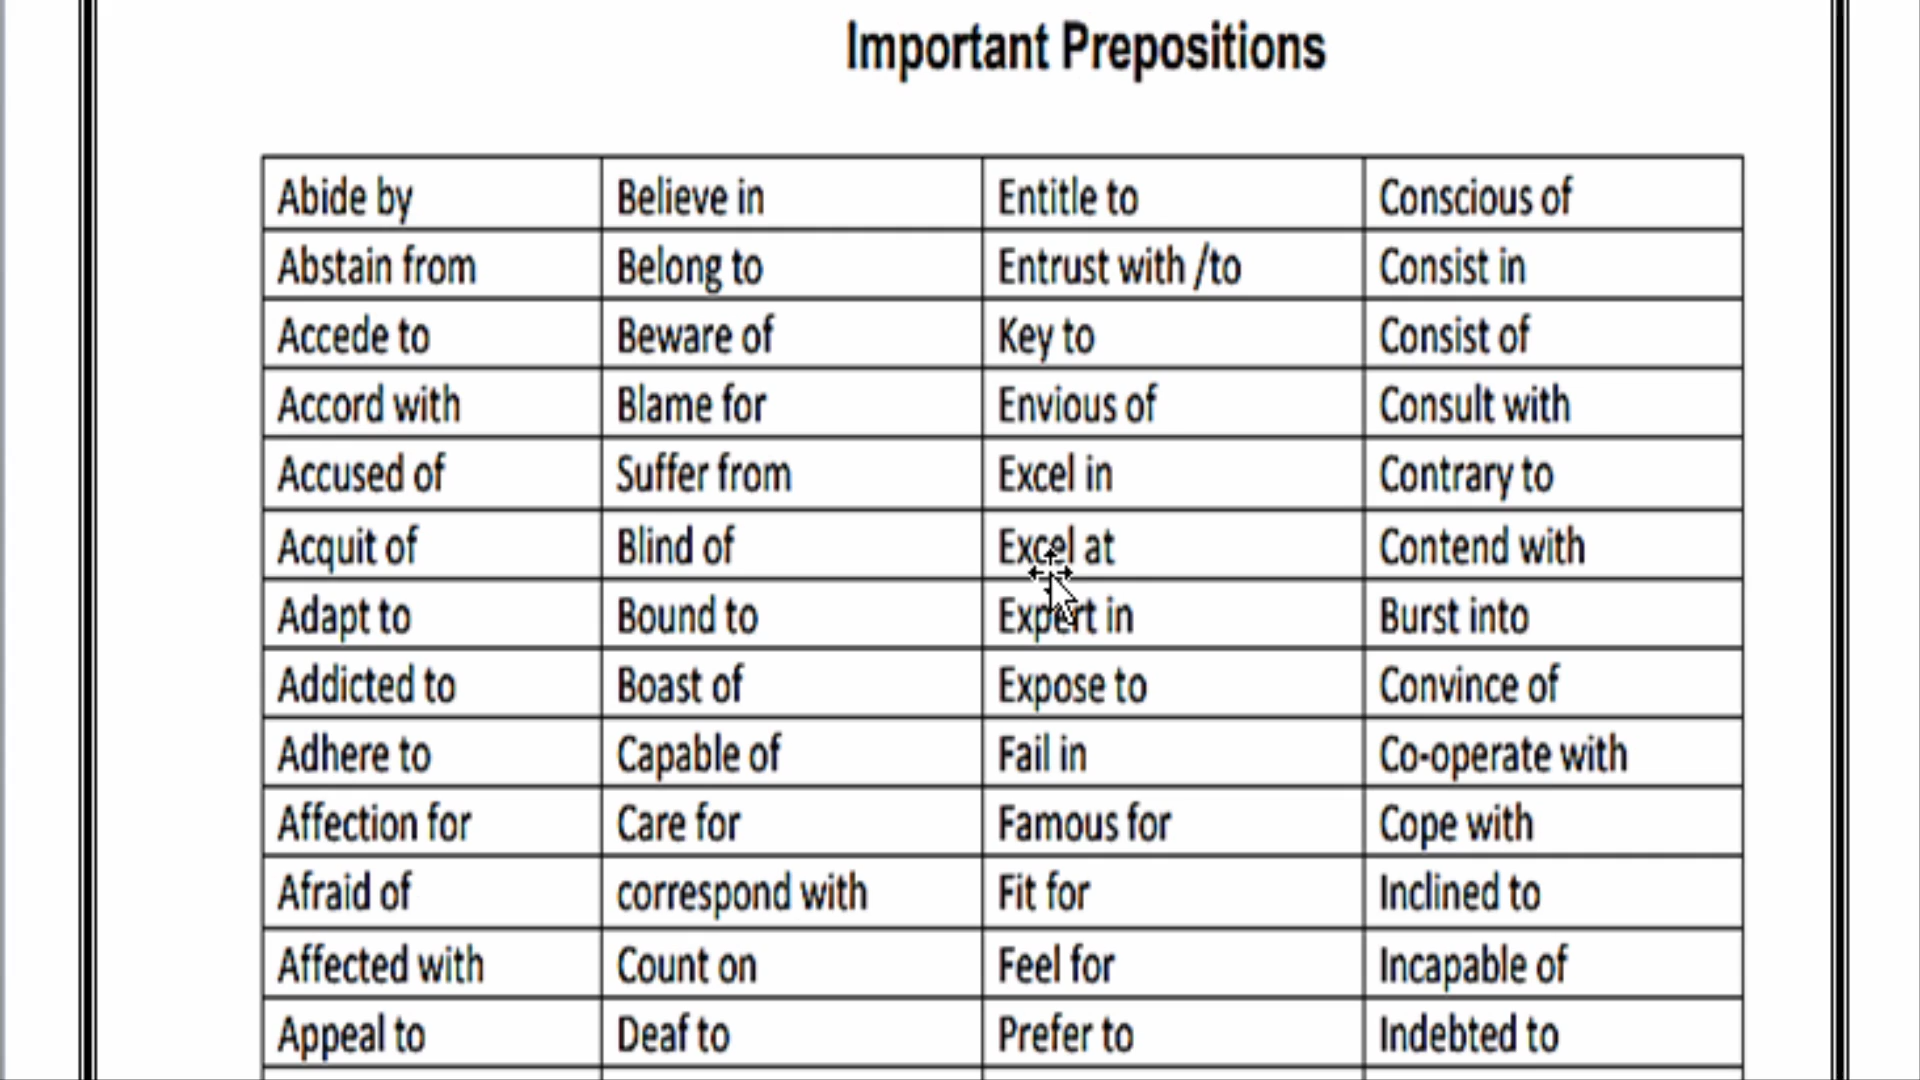 Important Prepositions
Abide by Believe in Entitle to Conscious of
Abstain from Belong to Entrust with /to Consist in
Accede to Beware of Key to Consist of
Accord with Blame for Envious of Consult with
Accused of Suffer from Excel in Contrary to
Acquit of Blind of Excel at Contend with
Adapt to Bound to Expert in Burst into
Addicted to Boast of Expose to Convince of
Adhere to Capable of Fail in Co-operate with
Affection for Care for Famous for Cope with
Afraid of correspond with Fit for Inclined to
Affected with Count on Feel for Incapable of
Appeal to Deaf to Prefer to Indebted to